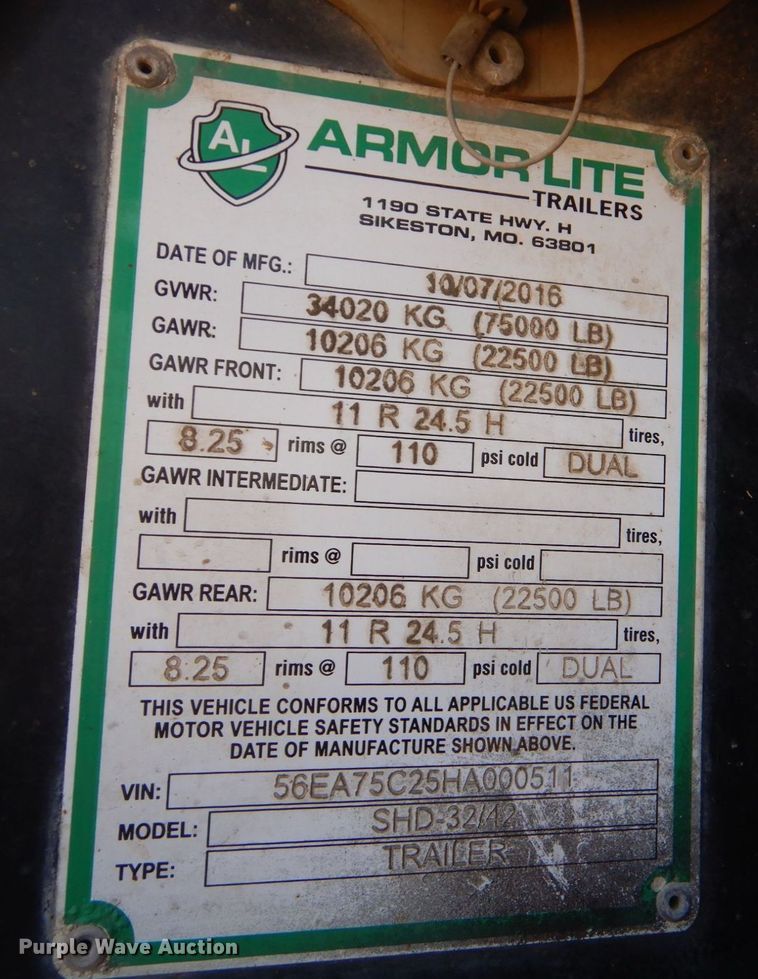 AL ARMOR LITE
TRAILERS
1190 STATE HWY. H
SIKESTON, MO. 63801
DATE OF MFG.: 10/07/2016
GVWR: 34020 KG (75000 LB)
GAWR: 10206 KG (22500 LB)
GAWR FRONT: 10206 KG (22500 LB)
with 11 R 24.5 H tires,
8.25 rims @ 110 psi cold DUAL
GAWR INTERMEDIATE:
with tires,
rims @ psi cold
GAWR REAR: 10206 KG (22500 LB)
with 11 R 24.5 H tires,
8.25 rims @ 110 psi cold DUAL
THIS VEHICLE CONFORMS TO ALL APPLICABLE US FEDERAL
MOTOR VEHICLE SAFETY STANDARDS IN EFFECT ON THE
DATE OF MANUFACTURE SHOWN ABOVE.
VIN: 56EA75C25HA000511
MODEL: SHD-32/42
TYPE: TRAILER
Purple Wave Auction